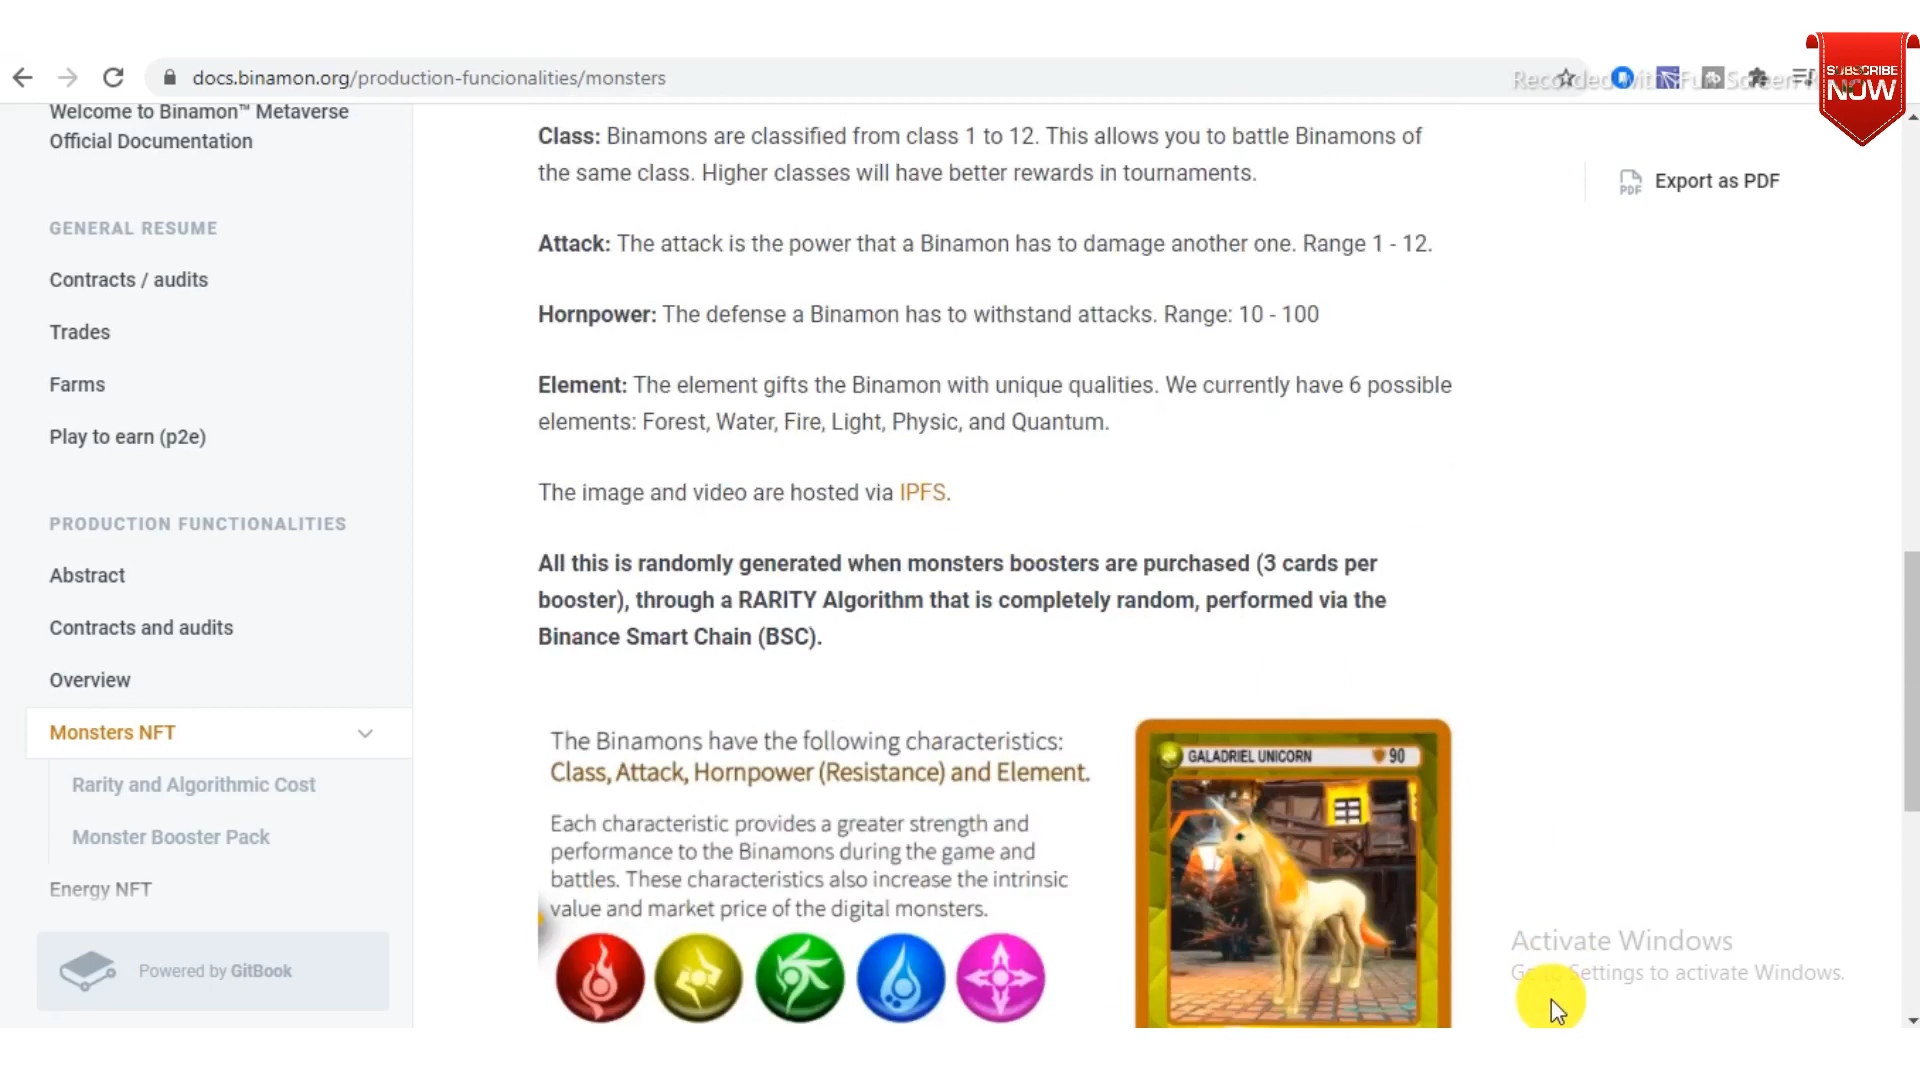 docs.binamon.org/production-funcionalities/monsters
SUBSCRIBE
NOW
Welcome to Binamon™ Metaverse
Official Documentation
GENERAL RESUME
Contracts / audits
Trades
Farms
Play to earn (p2e)
PRODUCTION FUNCTIONALITIES
Abstract
Contracts and audits
Overview
Monsters NFT
Rarity and Algorithmic Cost
Monster Booster Pack
Energy NFT
Powered by GitBook
Class: Binamons are classified from class 1 to 12. This allows you to battle Binamons of
the same class. Higher classes will have better rewards in tournaments.
Attack: The attack is the power that a Binamon has to damage another one. Range 1 - 12.
Hornpower: The defense a Binamon has to withstand attacks. Range: 10 - 100
Element: The element gifts the Binamon with unique qualities. We currently have 6 possible
elements: Forest, Water, Fire, Light, Physic, and Quantum.
The image and video are hosted via IPFS.
All this is randomly generated when monsters boosters are purchased (3 cards per
booster), through a RARITY Algorithm that is completely random, performed via the
Binance Smart Chain (BSC).
The Binamons have the following characteristics:
Class, Attack, Hornpower (Resistance) and Element.
Each characteristic provides a greater strength and
performance to the Binamons during the game and
battles. These characteristics also increase the intrinsic
value and market price of the digital monsters.
GALADRIEL UNICORN 90
PDF Export as PDF
Activate Windows
Settings to activate Windows.